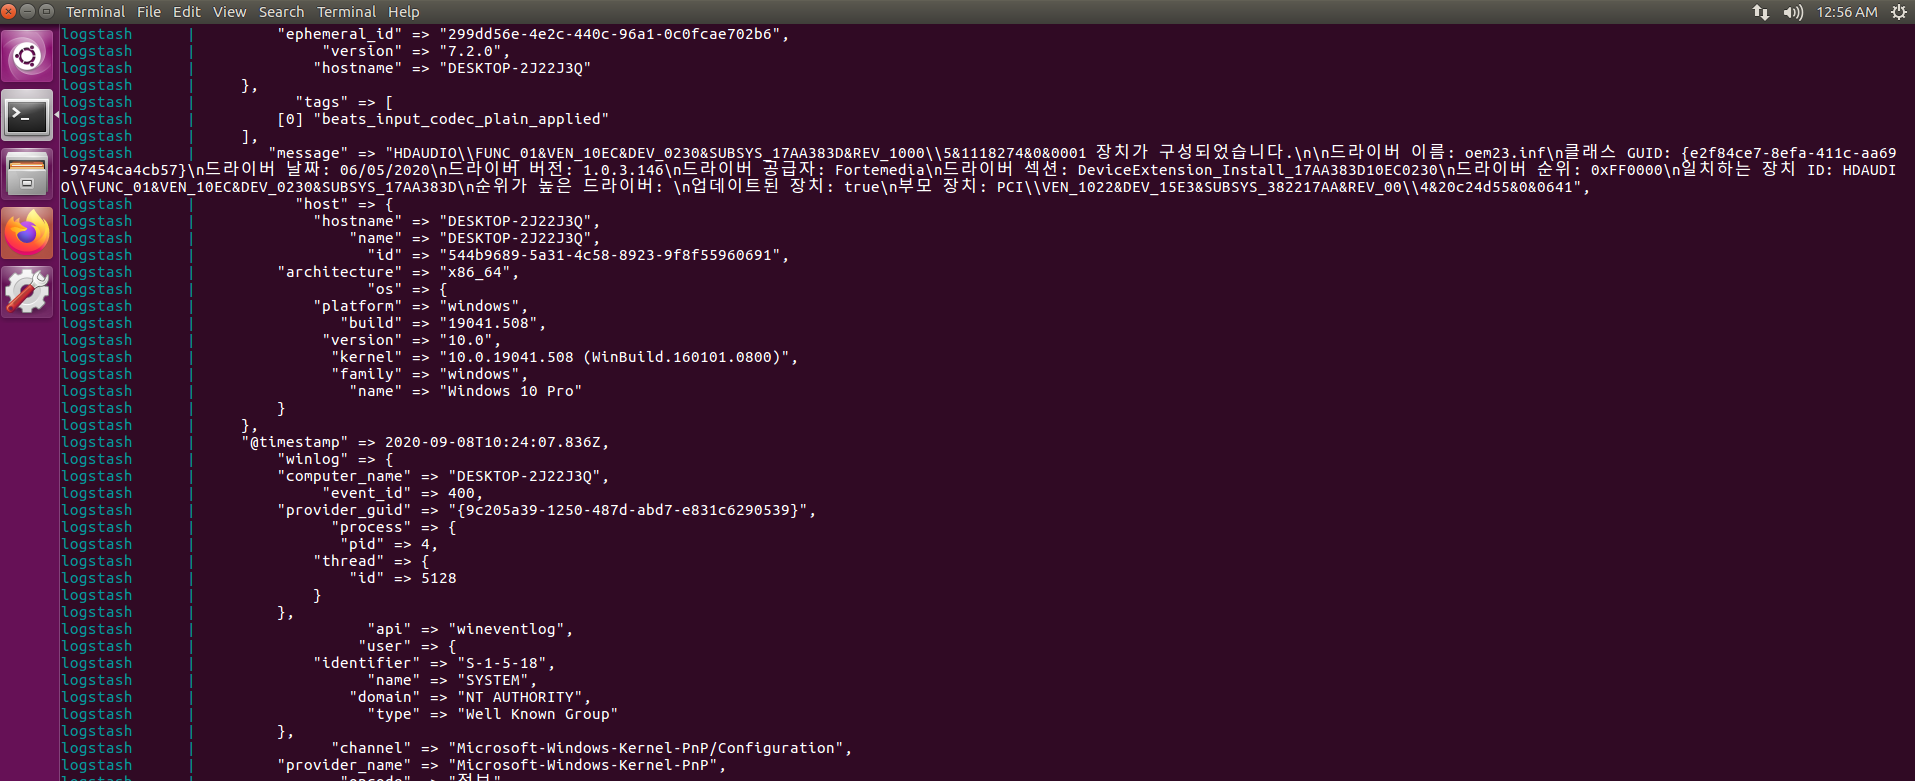 Terminal File Edit View Search Terminal Help 12:56 AM
logstash | "ephemeral_id" => "299dd56e-4e2c-440c-96a1-0c0fcae702b6",
logstash | "version" => "7.2.0",
logstash | "hostname" => "DESKTOP-2J22J3Q"
logstash | },
logstash | "tags" => [
logstash | [0] "beats_input_codec_plain_applied"
logstash | ],
logstash | "message" => "HDAUDIO\\FUNC_01&VEN_10EC&DEV_0230&SUBSYS_17AA383D&REV_1000\\5&1118274&0&0001 장치가 구성되었습니다.\n\n드라이버 이름: oem23.inf\n클래스 GUID: {e2f84ce7-8efa-411c-aa69
-97454ca4cb57}\n드라이버 날짜: 06/05/2020\n드라이버 버전: 1.0.3.146\n드라이버 공급자: Fortemedia\n드라이버 섹션: DeviceExtension_Install_17AA383D10EC0230\n드라이버 순위: 0xFF0000\n일치하는 장치 ID: HDAUDI
O\\FUNC_01&VEN_10EC&DEV_0230&SUBSYS_17AA383D\n순위가 높은 드라이버: \n업데이트된 장치: true\n부모 장치: PCI\\VEN_1022&DEV_15E3&SUBSYS_382217AA&REV_00\\4&20c24d55&0&0641",
logstash | "host" => {
logstash | "hostname" => "DESKTOP-2J22J3Q",
logstash | "name" => "DESKTOP-2J22J3Q",
logstash | "id" => "544b9689-5a31-4c58-8923-9f8f55960691",
logstash | "architecture" => "x86_64",
logstash | "os" => {
logstash | "platform" => "windows",
logstash | "build" => "19041.508",
logstash | "version" => "10.0",
logstash | "kernel" => "10.0.19041.508 (WinBuild.160101.0800)",
logstash | "family" => "windows",
logstash | "name" => "Windows 10 Pro"
logstash | }
logstash | },
logstash | "@timestamp" => 2020-09-08T10:24:07.836Z,
logstash | "winlog" => {
logstash | "computer_name" => "DESKTOP-2J22J3Q",
logstash | "event_id" => 400,
logstash | "provider_guid" => "{9c205a39-1250-487d-abd7-e831c6290539}",
logstash | "process" => {
logstash | "pid" => 4,
logstash | "thread" => {
logstash | "id" => 5128
logstash | }
logstash | },
logstash | "api" => "wineventlog",
logstash | "user" => {
logstash | "identifier" => "S-1-5-18",
logstash | "name" => "SYSTEM",
logstash | "domain" => "NT AUTHORITY",
logstash | "type" => "Well Known Group"
logstash | },
logstash | "channel" => "Microsoft-Windows-Kernel-PnP/Configuration",
logstash | "provider_name" => "Microsoft-Windows-Kernel-PnP",
logstash | "opcode" => "정보"